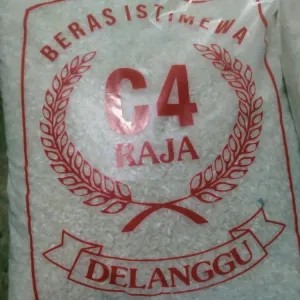 BERAS ISTIMEWA
C4
RAJA
DELANGGU